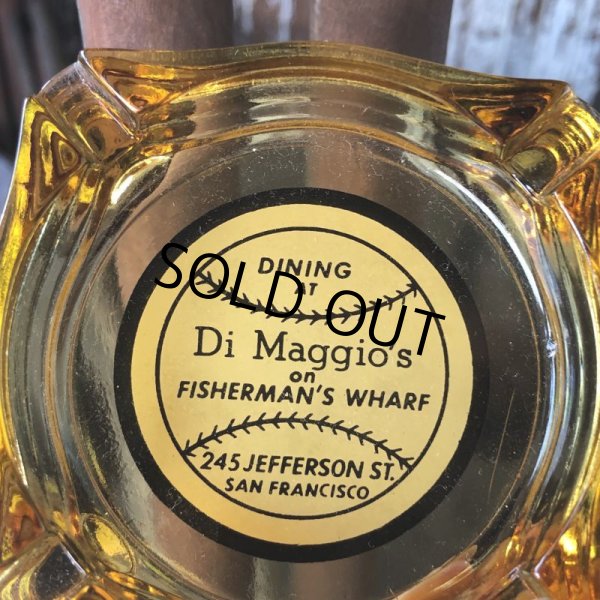 DINING
AT
Di Maggio's
on
FISHERMAN'S WHARF
245 JEFFERSON ST.
SAN FRANCISCO
SOLD OUT